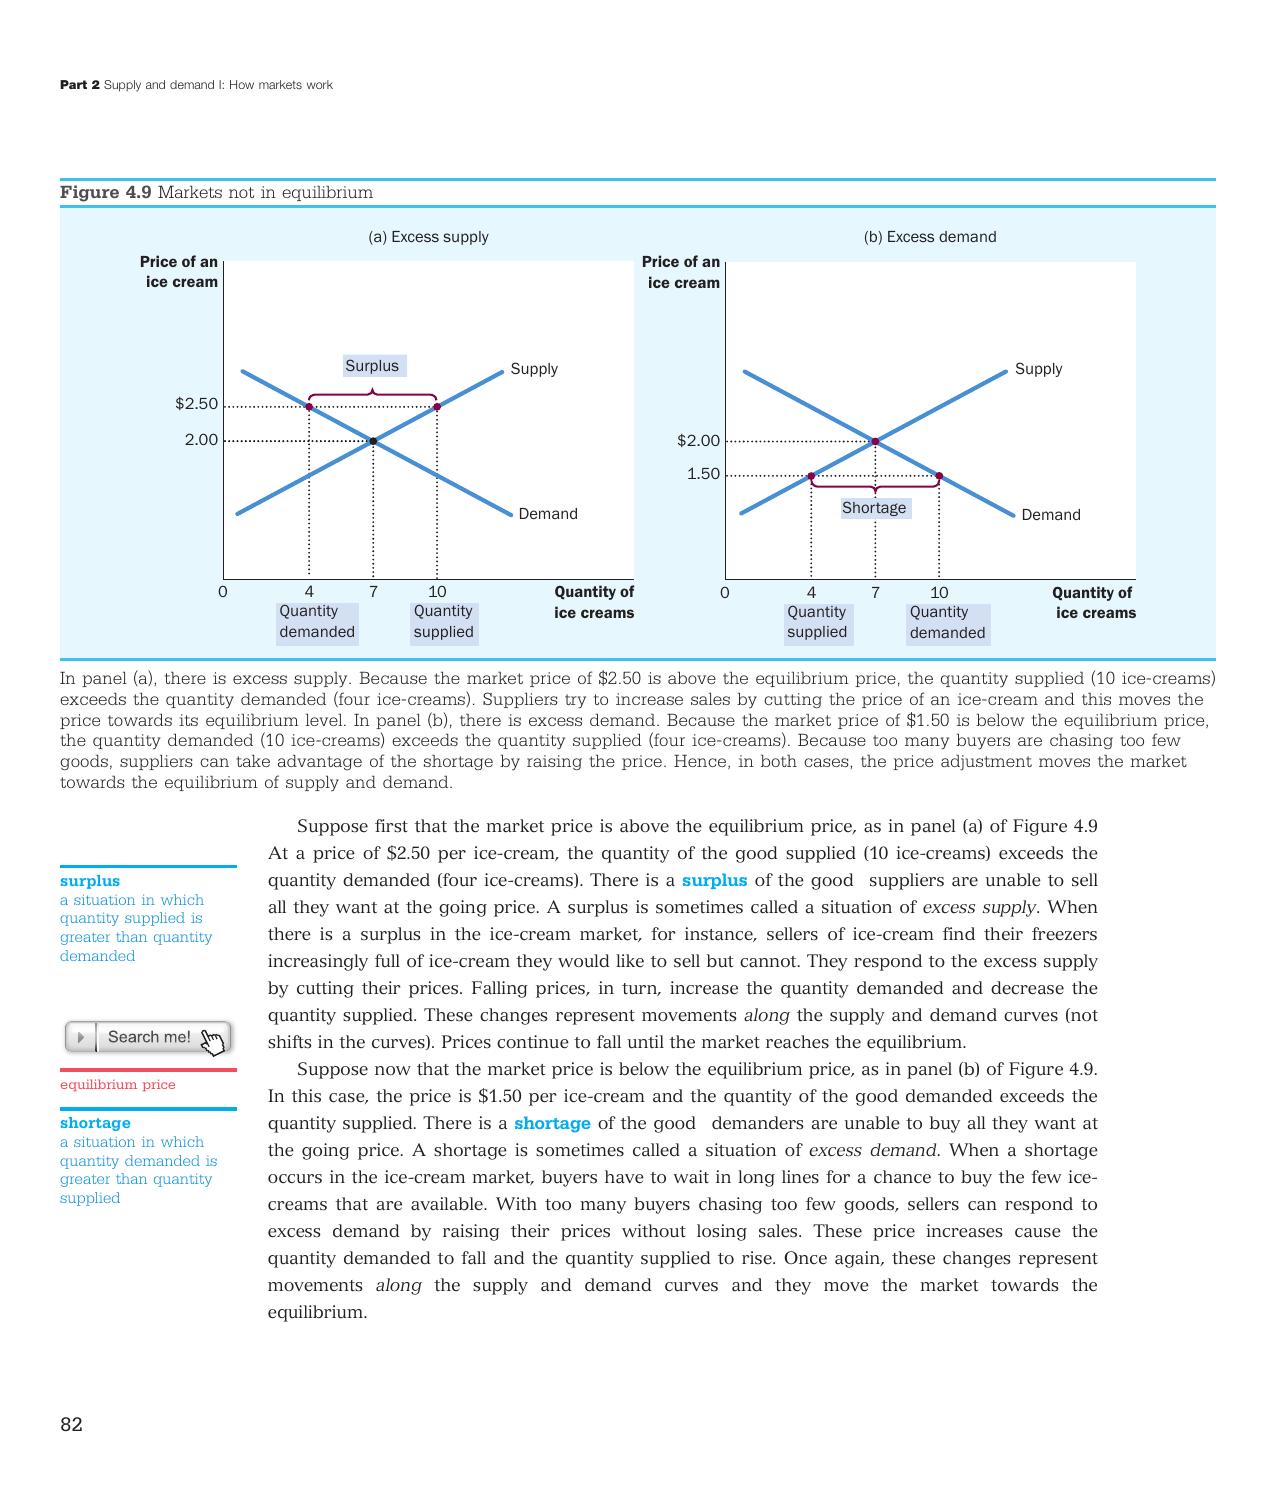 Part 2 Supply and demand I: How markets work
Figure 4.9 Markets not in equilibrium
(a) Excess supply
Price of an
ice cream
Surplus
Supply
$2.50
2.00
Demand
0
4
7
10
Quantity of
ice creams
Quantity
demanded
Quantity
supplied
(b) Excess demand
Price of an
ice cream
Supply
$2.00
1.50
Shortage
Demand
0
4
7
10
Quantity of
ice creams
Quantity
supplied
Quantity
demanded
In panel (a), there is excess supply. Because the market price of $2.50 is above the equilibrium price, the quantity supplied (10 ice-creams)
exceeds the quantity demanded (four ice-creams). Suppliers try to increase sales by cutting the price of an ice-cream and this moves the
price towards its equilibrium level. In panel (b), there is excess demand. Because the market price of $1.50 is below the equilibrium price,
the quantity demanded (10 ice-creams) exceeds the quantity supplied (four ice-creams). Because too many buyers are chasing too few
goods, suppliers can take advantage of the shortage by raising the price. Hence, in both cases, the price adjustment moves the market
towards the equilibrium of supply and demand.
Suppose first that the market price is above the equilibrium price, as in panel (a) of Figure 4.9
At a price of $2.50 per ice-cream, the quantity of the good supplied (10 ice-creams) exceeds the
quantity demanded (four ice-creams). There is a surplus of the good suppliers are unable to sell
all they want at the going price. A surplus is sometimes called a situation of excess supply. When
there is a surplus in the ice-cream market, for instance, sellers of ice-cream find their freezers
increasingly full of ice-cream they would like to sell but cannot. They respond to the excess supply
by cutting their prices. Falling prices, in turn, increase the quantity demanded and decrease the
quantity supplied. These changes represent movements along the supply and demand curves (not
shifts in the curves). Prices continue to fall until the market reaches the equilibrium.
Suppose now that the market price is below the equilibrium price, as in panel (b) of Figure 4.9.
In this case, the price is $1.50 per ice-cream and the quantity of the good demanded exceeds the
quantity supplied. There is a shortage of the good demanders are unable to buy all they want at
the going price. A shortage is sometimes called a situation of excess demand. When a shortage
occurs in the ice-cream market, buyers have to wait in long lines for a chance to buy the few ice-
creams that are available. With too many buyers chasing too few goods, sellers can respond to
excess demand by raising their prices without losing sales. These price increases cause the
quantity demanded to fall and the quantity supplied to rise. Once again, these changes represent
movements along the supply and demand curves and they move the market towards the
equilibrium.
surplus
a situation in which
quantity supplied is
greater than quantity
demanded
Search me!
equilibrium price
shortage
a situation in which
quantity demanded is
greater than quantity
supplied
82